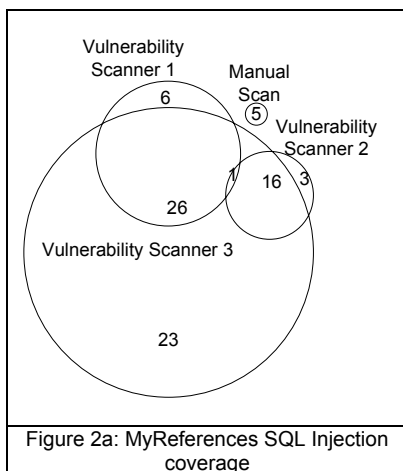 Vulnerability
Scanner 1
Manual
Scan
6
5
Vulnerability
Scanner 2
1
16
3
26
Vulnerability Scanner 3
23
Figure 2a: MyReferences SQL Injection
coverage